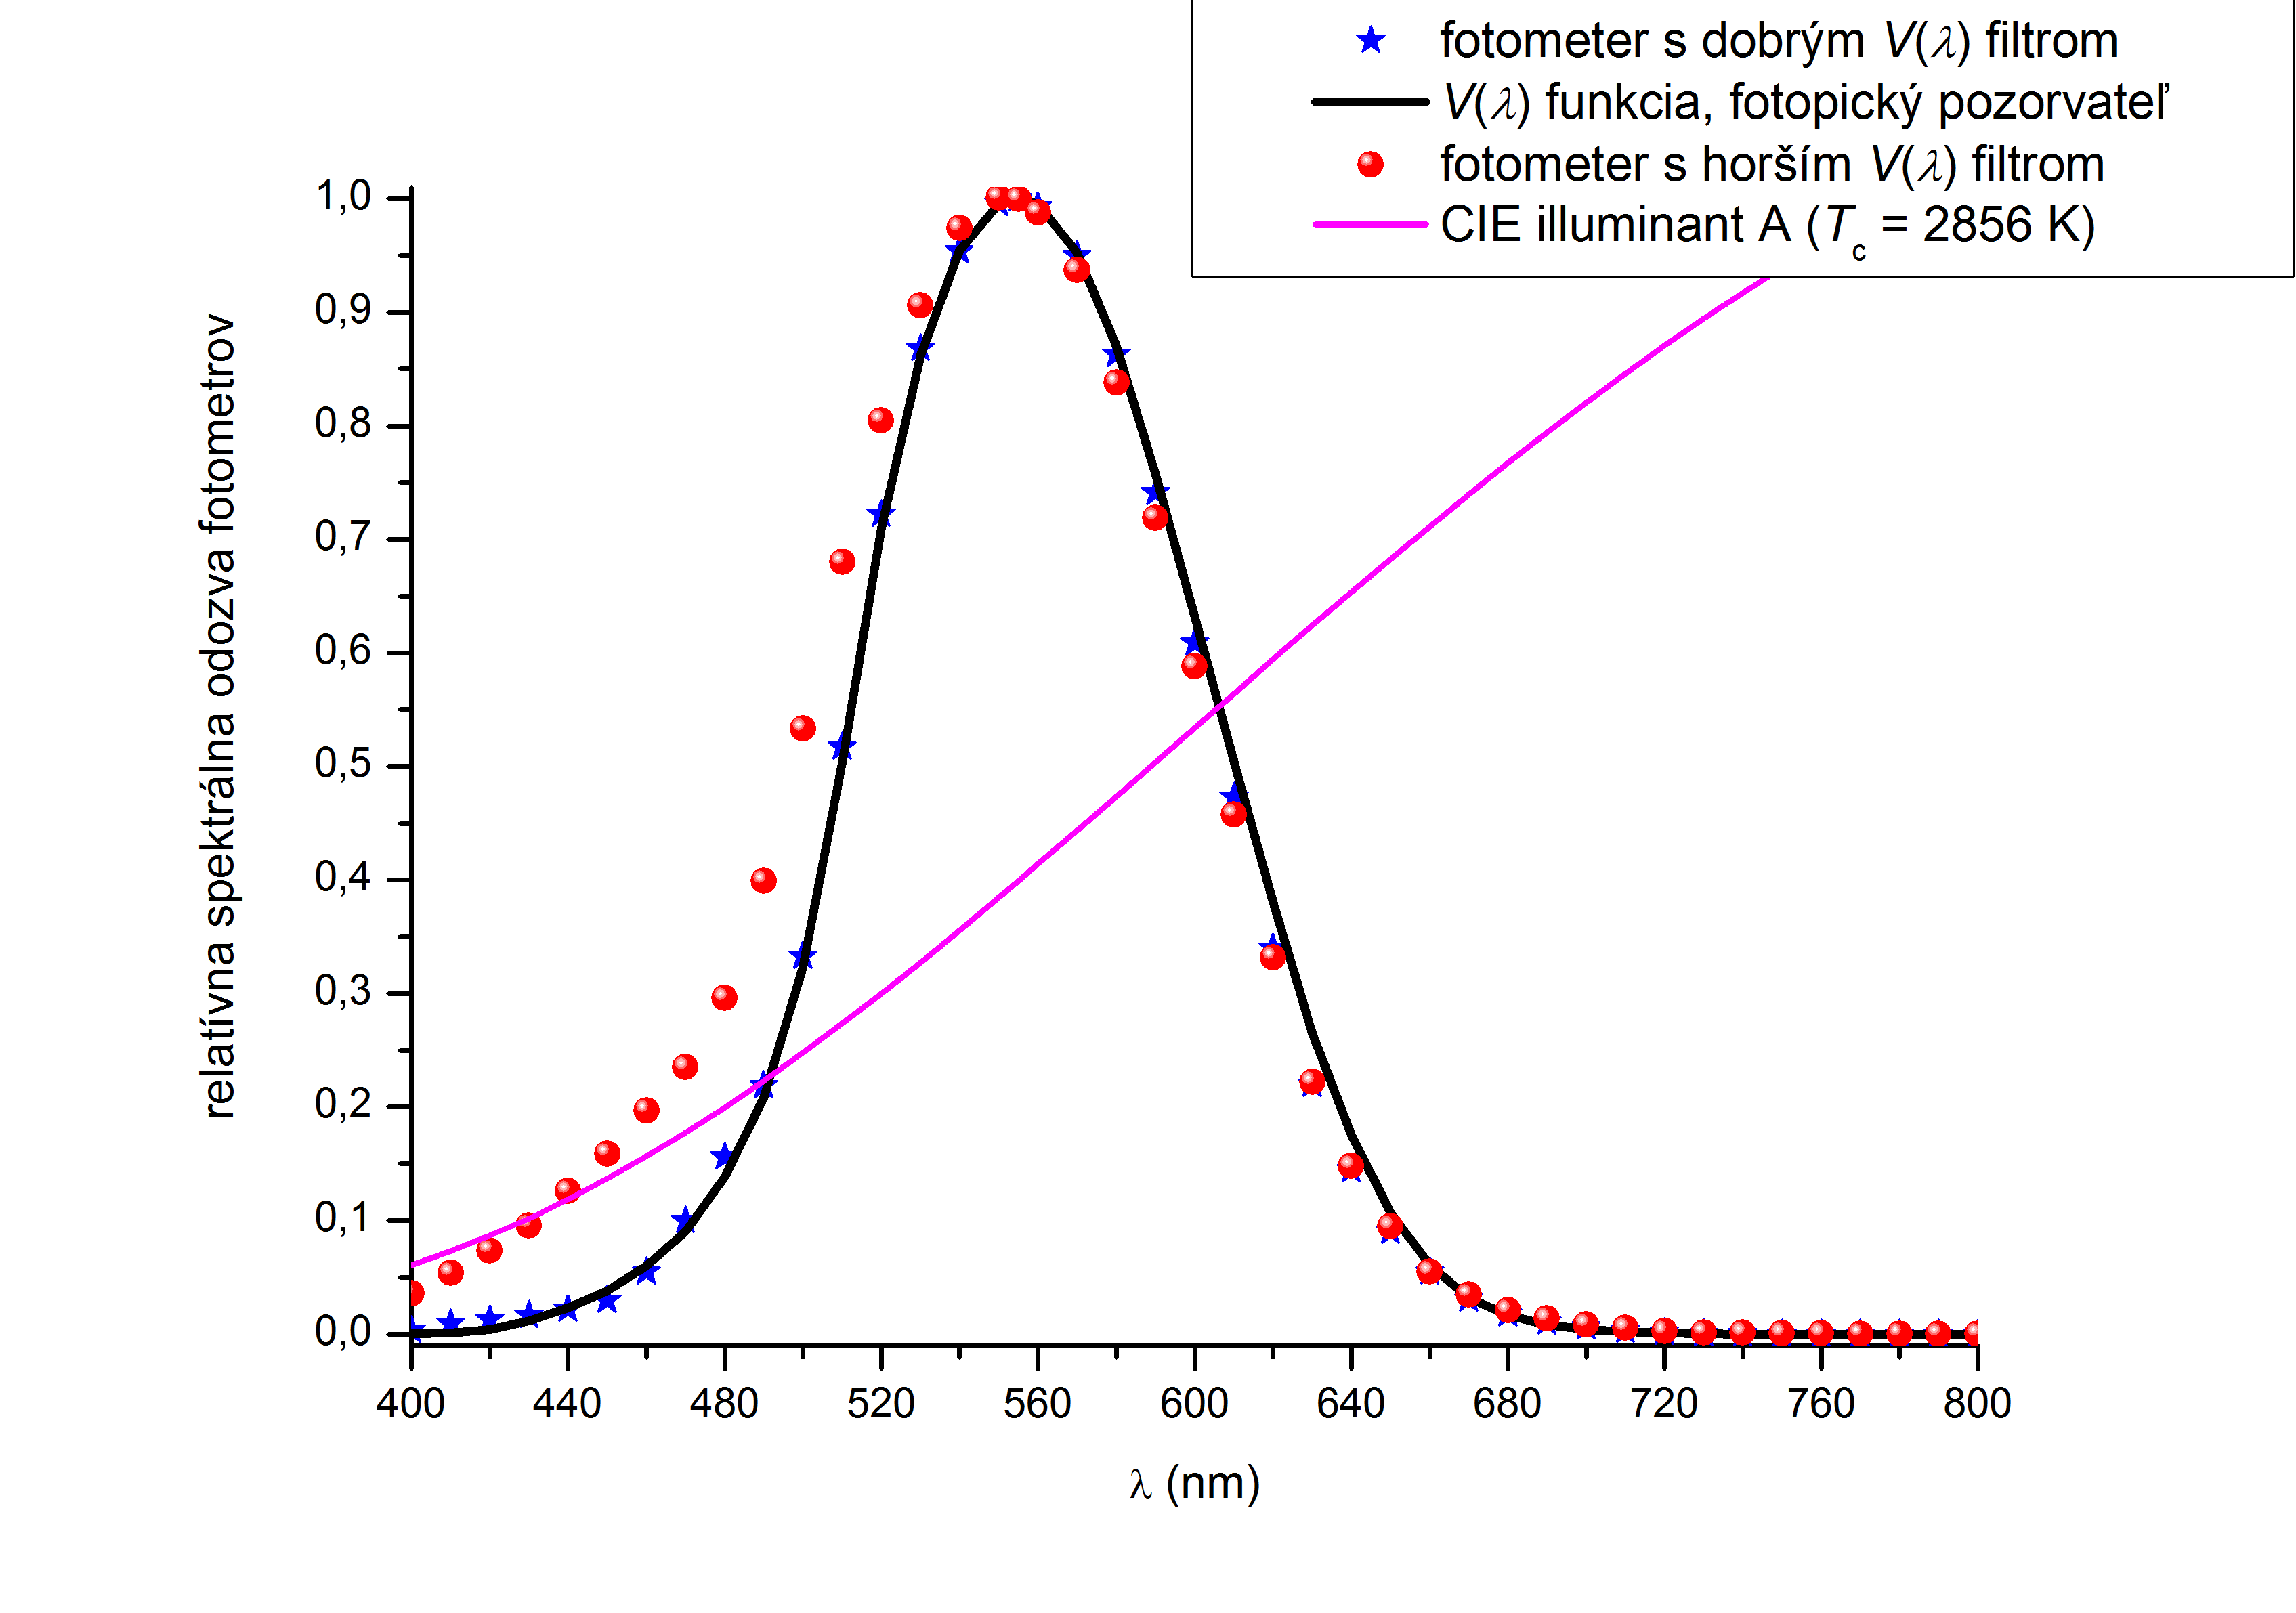 fotometer s dobrým V(λ) filtrom
V(λ) funkcia, fotopický pozorvateľ
fotometer s horším V(λ) filtrom
CIE illuminant A (Tc = 2856 K)
relatívna spektrálna odozva fotometrov
1,0
0,9
0,8
0,7
0,6
0,5
0,4
0,3
0,2
0,1
0,0
400 440 480 520 560 600 640 680 720 760 800
λ (nm)